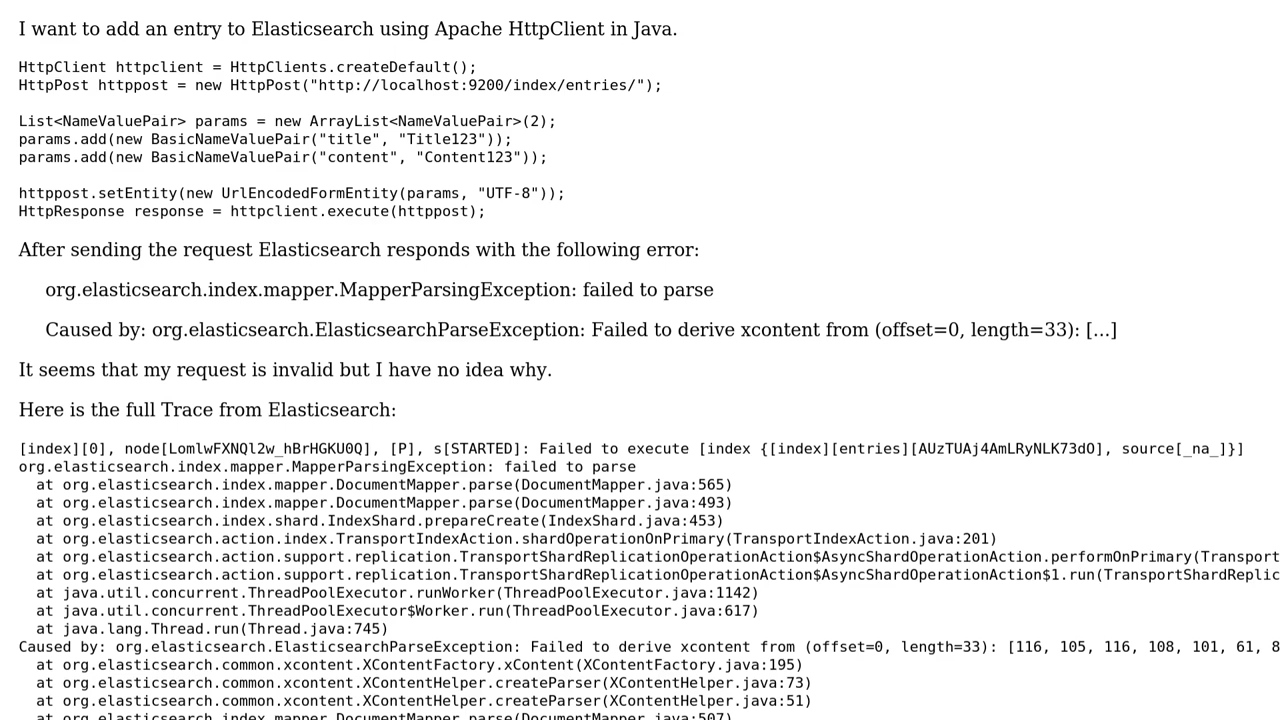 I want to add an entry to Elasticsearch using Apache HttpClient in Java.
HttpClient httpclient = HttpClients.createDefault();
HttpPost httppost = new HttpPost("http://localhost:9200/index/entries/");
List<NameValuePair> params = new ArrayList<NameValuePair>(2);
params.add(new BasicNameValuePair("title", "Title123"));
params.add(new BasicNameValuePair("content", "Content123"));
httppost.setEntity(new UrlEncodedFormEntity(params, "UTF-8"));
HttpResponse response = httpclient.execute(httppost);
After sending the request Elasticsearch responds with the following error:
org.elasticsearch.index.mapper.MapperParsingException: failed to parse
Caused by: org.elasticsearch.ElasticsearchParseException: Failed to derive xcontent from (offset=0, length=33): [...]
It seems that my request is invalid but I have no idea why.
Here is the full Trace from Elasticsearch:
[index][0], node[LomlwFXNQl2w_hBrHGKU0Q], [P], s[STARTED]: Failed to execute [index {[index][entries][AUzTUAj4AmLRyNLK73dO], source[_na_]}]
org.elasticsearch.index.mapper.MapperParsingException: failed to parse
at org.elasticsearch.index.mapper.DocumentMapper.parse(DocumentMapper.java:565)
at org.elasticsearch.index.mapper.DocumentMapper.parse(DocumentMapper.java:493)
at org.elasticsearch.index.shard.IndexShard.prepareCreate(IndexShard.java:453)
at org.elasticsearch.action.index.TransportIndexAction.shardOperationOnPrimary(TransportIndexAction.java:201)
at org.elasticsearch.action.support.replication.TransportShardReplicationOperationAction$AsyncShardOperationAction.performOnPrimary(Transport
at org.elasticsearch.action.support.replication.TransportShardReplicationOperationAction$AsyncShardOperationAction$1.run(TransportShardReplic
at java.util.concurrent.ThreadPoolExecutor.runWorker(ThreadPoolExecutor.java:1142)
at java.util.concurrent.ThreadPoolExecutor$Worker.run(ThreadPoolExecutor.java:617)
at java.lang.Thread.run(Thread.java:745)
Caused by: org.elasticsearch.ElasticsearchParseException: Failed to derive xcontent from (offset=0, length=33): [116, 105, 116, 108, 101, 61, 8
at org.elasticsearch.common.xcontent.XContentFactory.xContent(XContentFactory.java:195)
at org.elasticsearch.common.xcontent.XContentHelper.createParser(XContentHelper.java:73)
at org.elasticsearch.common.xcontent.XContentHelper.createParser(XContentHelper.java:51)
at org.elasticsearch.index.mapper.DocumentMapper.parse(DocumentMapper.java:507)